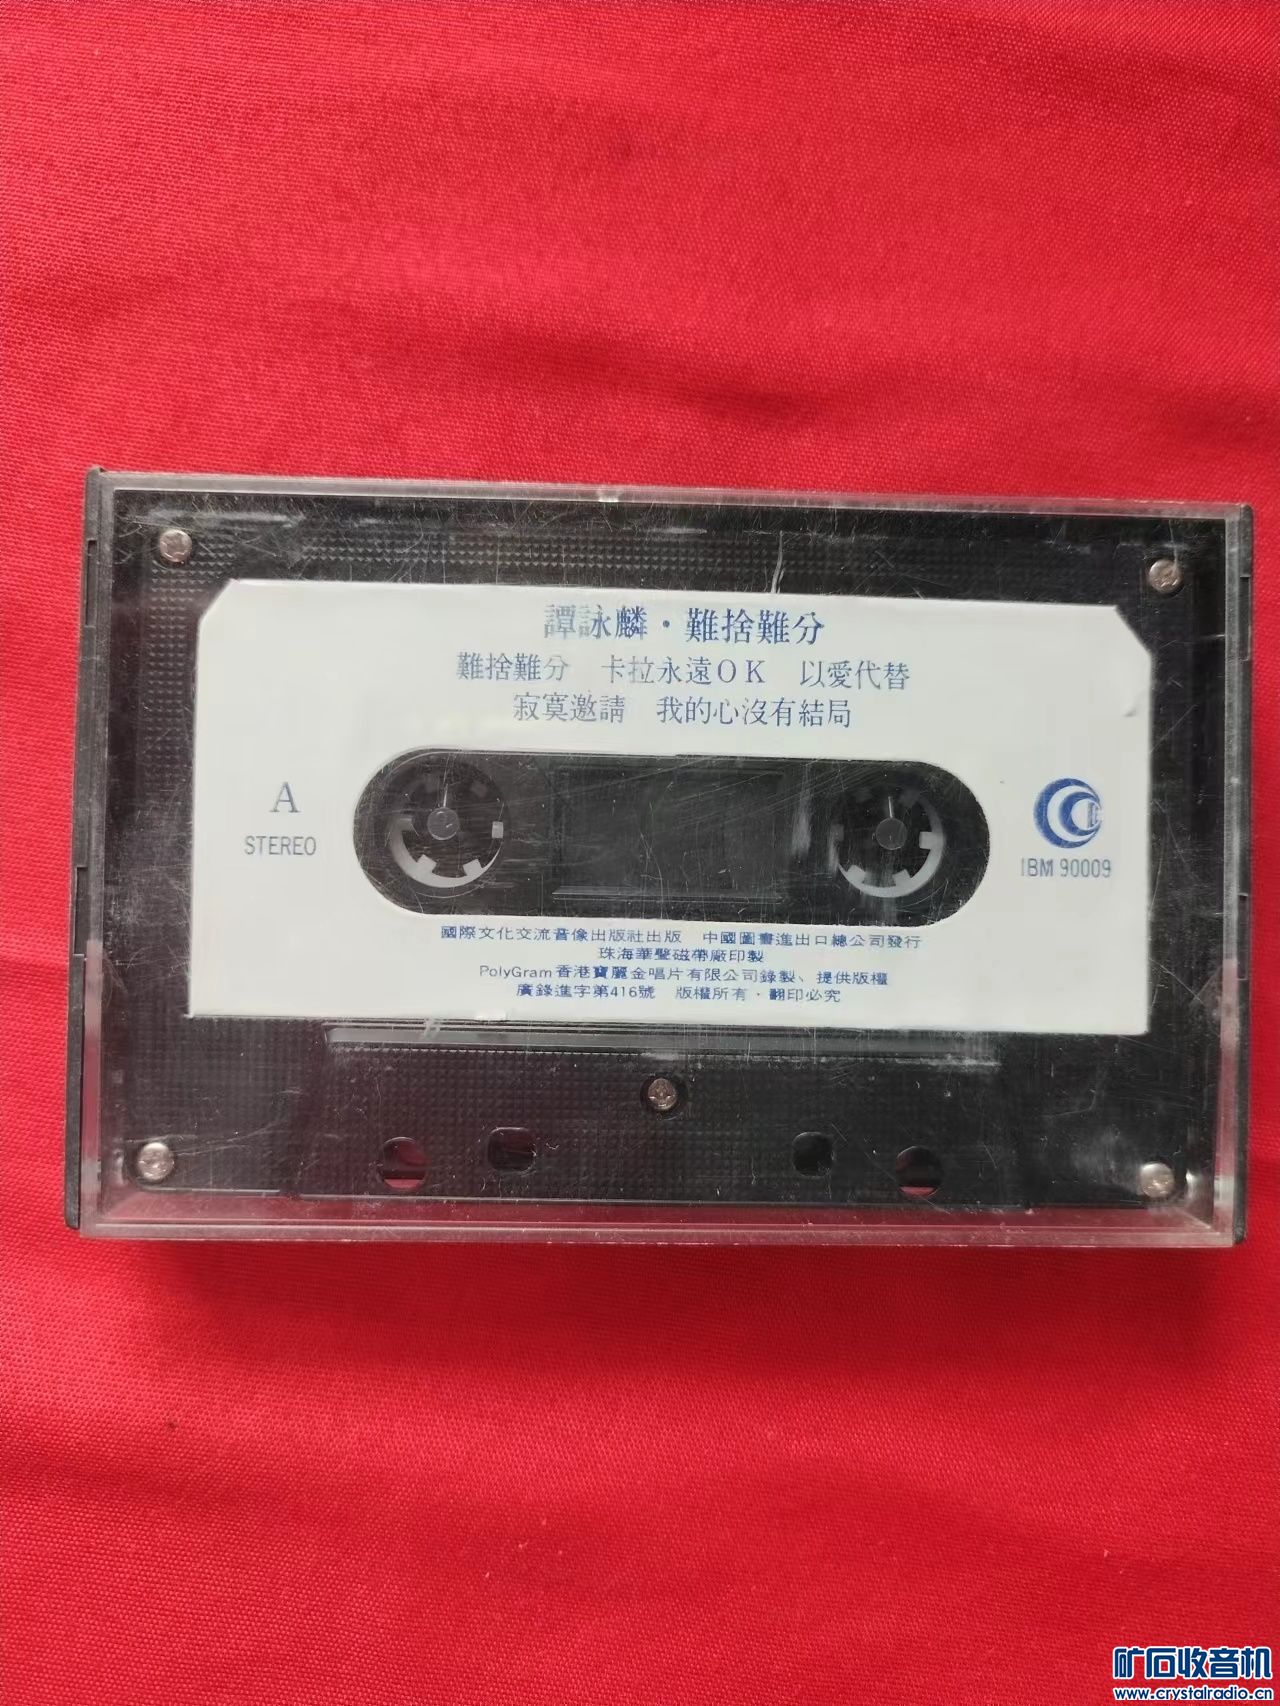 譚詠麟・難捨難分
難捨難分 卡拉永遠OK 以愛代替
寂寞邀請 我的心沒有結局
A
STEREO
IBM 90009
國際文化交流音像出版社出版 中國圖書進出口總公司發行
珠海華聲磁帶廠印製
PolyGram香港寶麗金唱片有限公司錄製、提供版權
廣錄進字第416號 版權所有・翻印必究
矿石收音机
www.crystalradio.cn